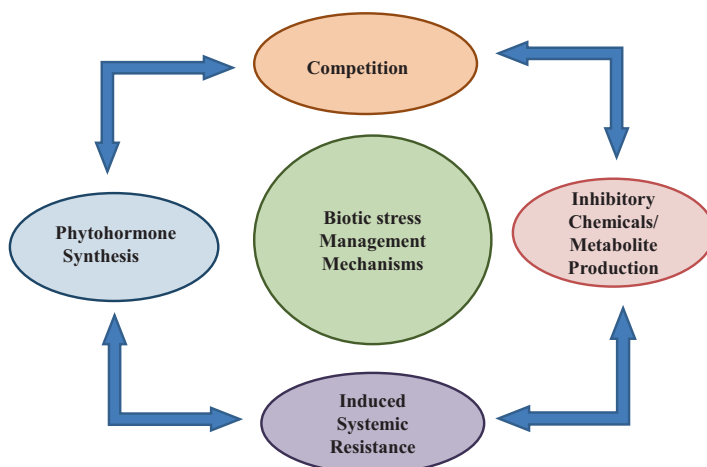 Competition
Phytohormone
Synthesis
Biotic stress
Management
Mechanisms
Inhibitory
Chemicals/
Metabolite
Production
Induced
Systemic
Resistance